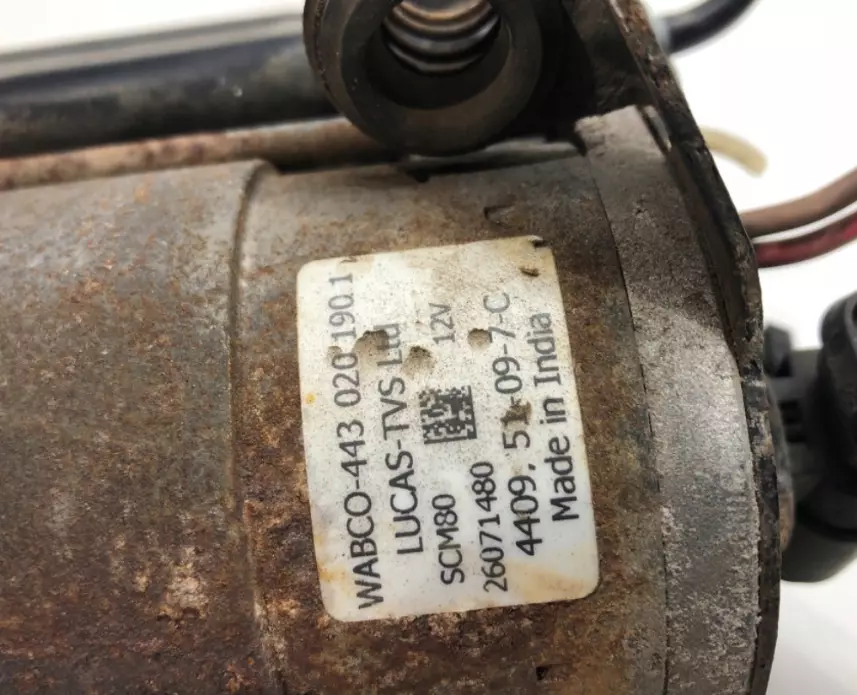 WABCO-443 020 190.1
LUCAS-TVS Ltd
SCM80 12V
26071480
4409. 51-09-7-C
Made in India